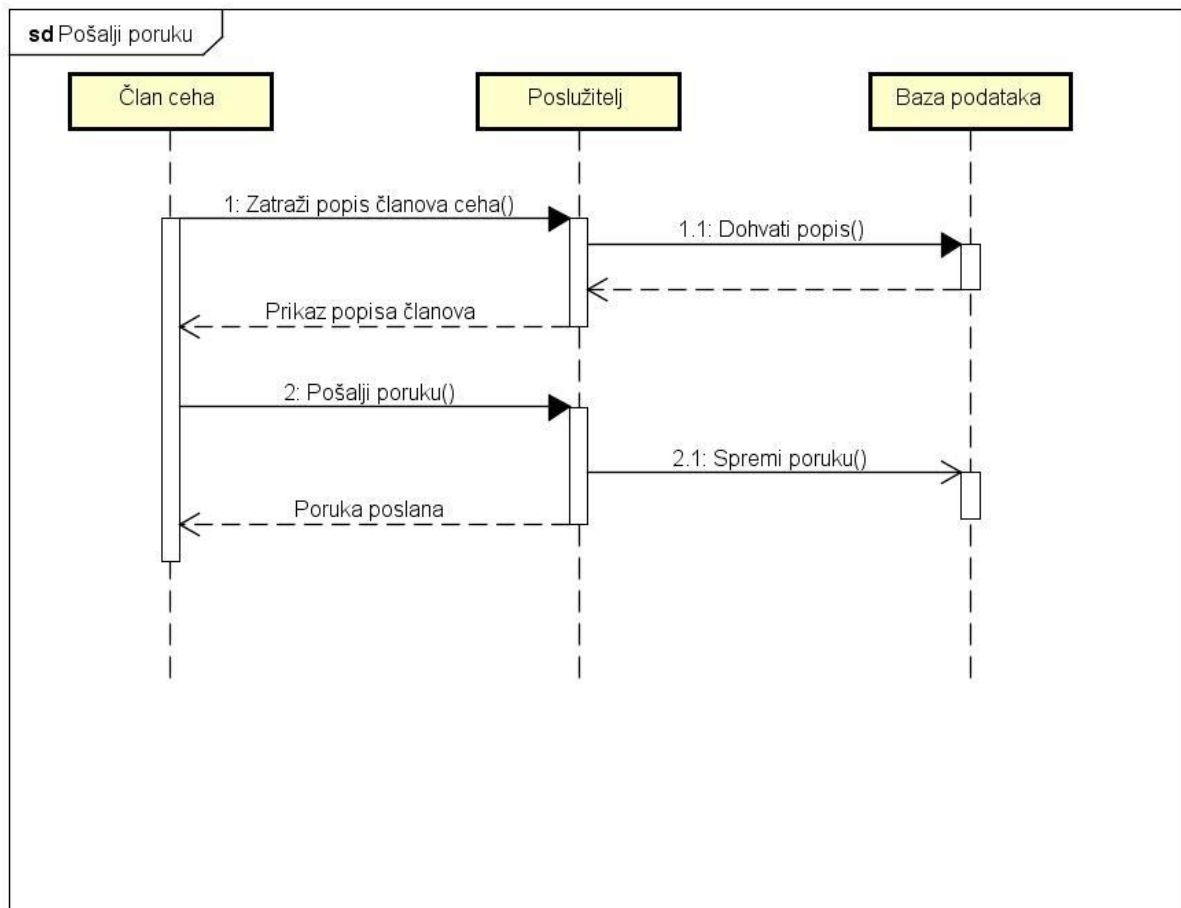 sd Pošalji poruku
Član ceha
Poslužitelj
Baza podataka
1: Zatraži popis članova ceha()
1.1: Dohvati popis()
Prikaz popisa članova
2: Pošalji poruku()
2.1: Spremi poruku()
Poruka poslana